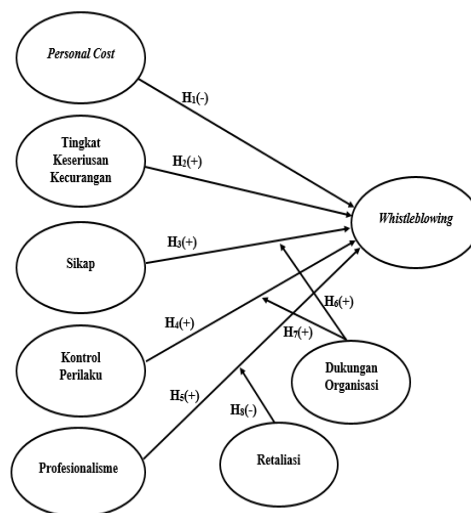 Personal Cost
H1(-)
Tingkat
Keseriusan
Kecurangan
H2(+)
Whistleblowing
Sikap
H3(+)
H6(+)
H4(+)
H7(+)
Kontrol
Perilaku
Dukungan
Organisasi
H5(+)
H8(-)
Profesionalisme
Retaliasi